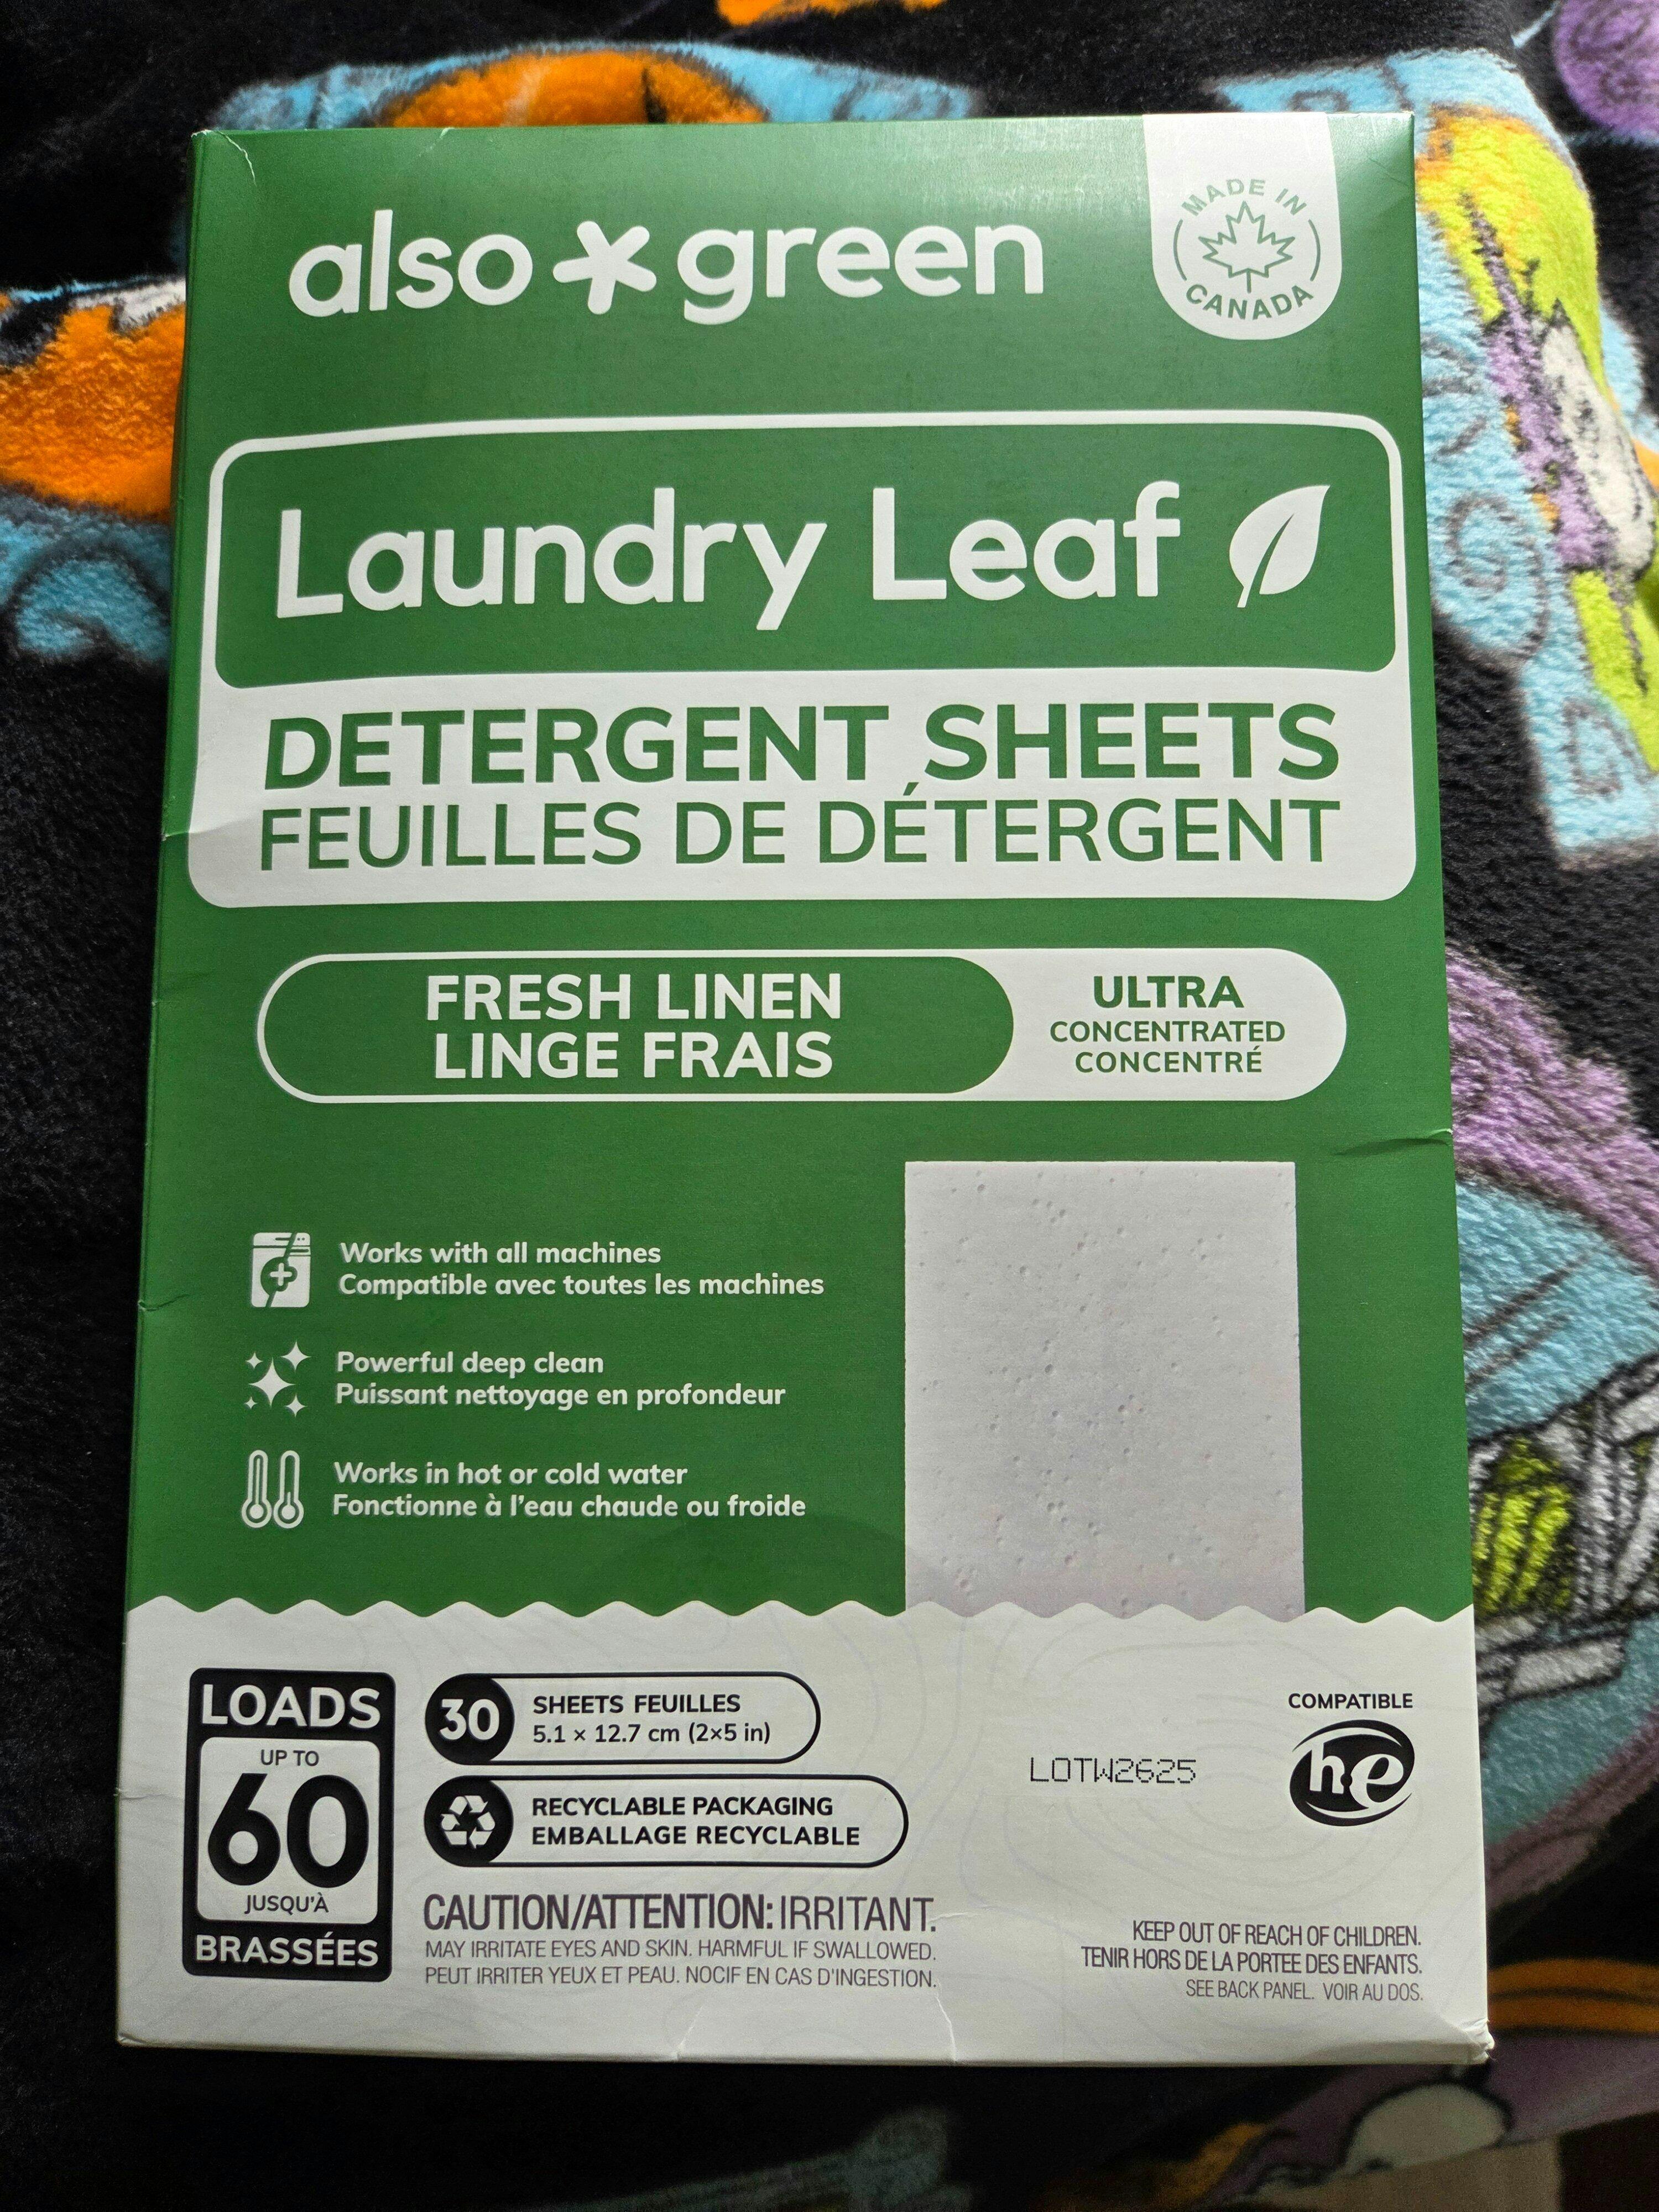 also*green
MADE IN
CANADA
Laundry Leaf
DETERGENT SHEETS
FEUILLES DE DÉTERGENT
FRESH LINEN
LINGE FRAIS
ULTRA
CONCENTRATED
CONCENTRÉ
Works with all machines
Compatible avec toutes les machines
Powerful deep clean
Puissant nettoyage en profondeur
Works in hot or cold water
Fonctionne à l'eau chaude ou froide
LOADS
UP TO
60
JUSQU'À
BRASSÉES
30
SHEETS FEUILLES
5.1 × 12.7 cm (2×5 in)
RECYCLABLE PACKAGING
EMBALLAGE RECYCLABLE
LOTW2625
COMPATIBLE
he
CAUTION/ATTENTION: IRRITANT.
MAY IRRITATE EYES AND SKIN. HARMFUL IF SWALLOWED.
PEUT IRRITER YEUX ET PEAU. NOCIF EN CAS D'INGESTION.
KEEP OUT OF REACH OF CHILDREN.
TENIR HORS DE LA PORTEE DES ENFANTS.
SEE BACK PANEL. VOIR AU DOS.